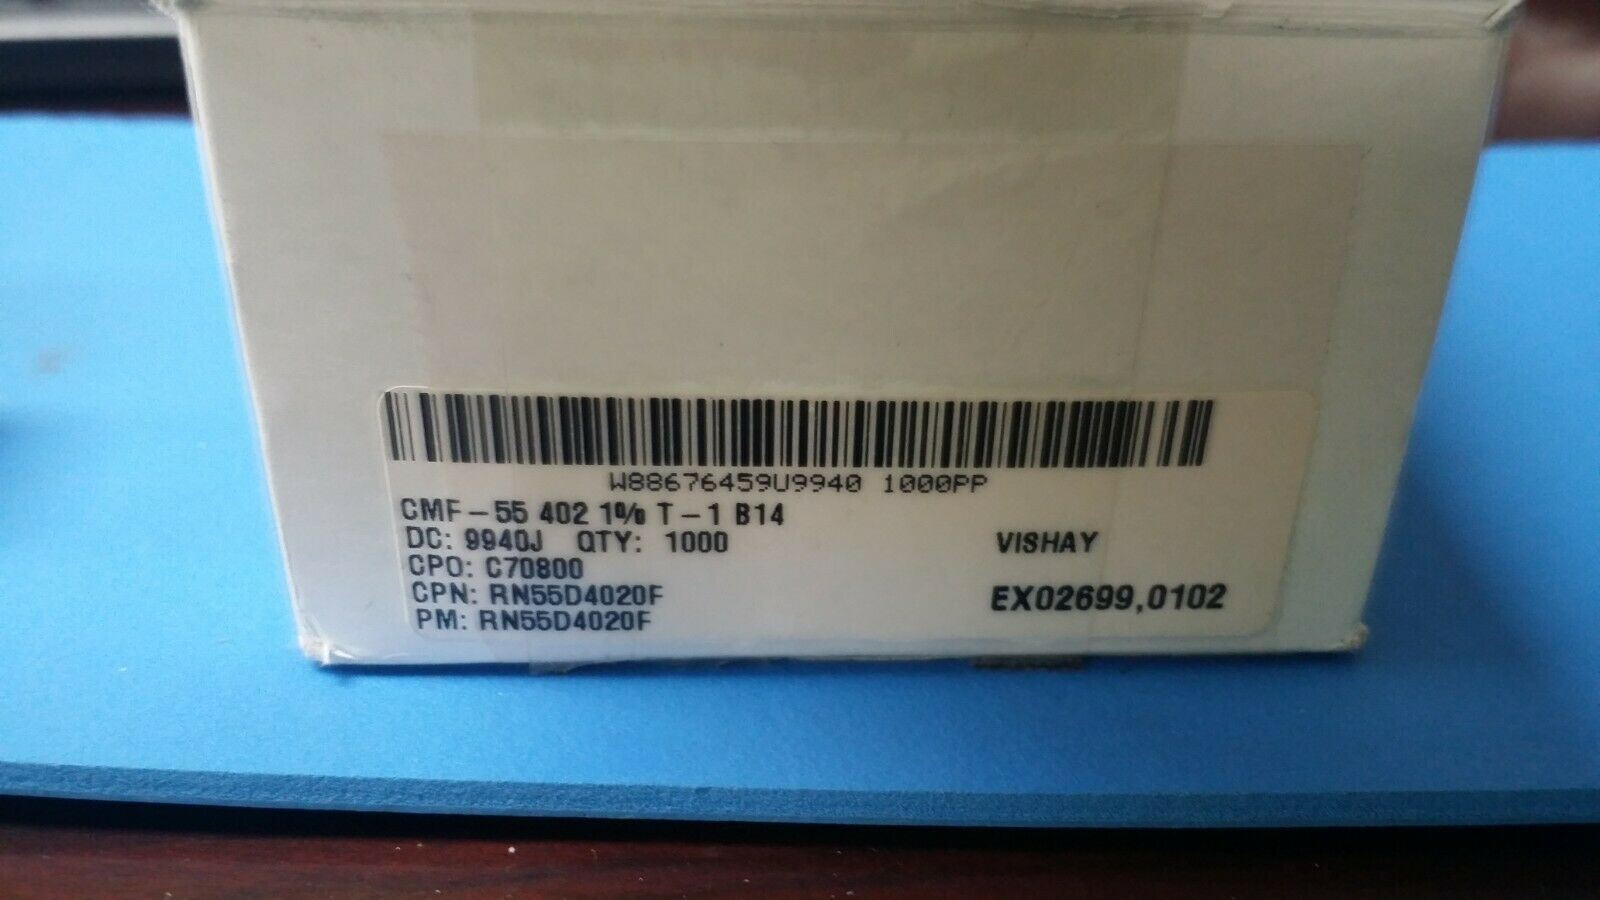 W88676459U9940 1000PP
CMF-55 402 1% T-1 B14
DC: 9940J QTY: 1000 VISHAY
CPO: C70800
CPN: RN55D4020F EX02699,0102
PM: RN55D4020F